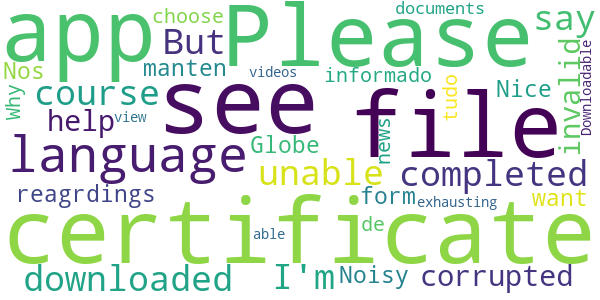 app Please
choose documents
But say
Nos manten informado tudo Nice invalid
Why course see file
videos Downloadable
help view
language Globe news
unable completed
reagrdings form exhausting want
certificate
de able
downloaded I'm Noisy corrupted